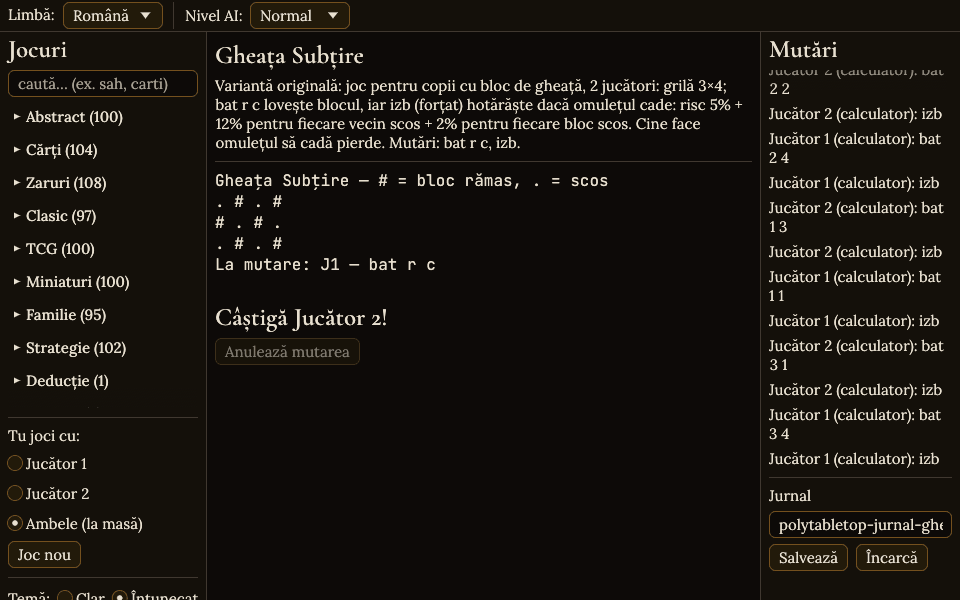 Limbă: Română ▼ Nivel AI: Normal ▼
Jocuri
caută... (ex. sah, carti)
▸ Abstract (100)
▸ Cărți (104)
▸ Zaruri (108)
▸ Clasic (97)
▸ TCG (100)
▸ Miniaturi (100)
▸ Familie (95)
▸ Strategie (102)
▸ Deducție (1)
Tu joci cu:
Jucător 1
Jucător 2
Ambele (la masă)
Joc nou
Temă: Clar Întunecat
Gheața Subțire
Variantă originală: joc pentru copii cu bloc de gheață, 2 jucători: grilă 3×4;
bat r c lovește blocul, iar izb (forțat) hotărăște dacă omulețul cade: risc 5% +
12% pentru fiecare vecin scos + 2% pentru fiecare bloc scos. Cine face
omulețul să cadă pierde. Mutări: bat r c, izb.
Gheața Subțire — # = bloc rămas, . = scos
. # . #
# . # .
. # . #
La mutare: J1 — bat r c
Câștigă Jucător 2!
Anulează mutarea
Mutări
Jucător 2 (calculator): bat
2 2
Jucător 2 (calculator): izb
Jucător 1 (calculator): bat
2 4
Jucător 1 (calculator): izb
Jucător 2 (calculator): bat
1 3
Jucător 2 (calculator): izb
Jucător 1 (calculator): bat
1 1
Jucător 1 (calculator): izb
Jucător 2 (calculator): bat
3 1
Jucător 2 (calculator): izb
Jucător 1 (calculator): bat
3 4
Jucător 1 (calculator): izb
Jurnal
polytabletop-jurnal-ghe
Salvează Încarcă